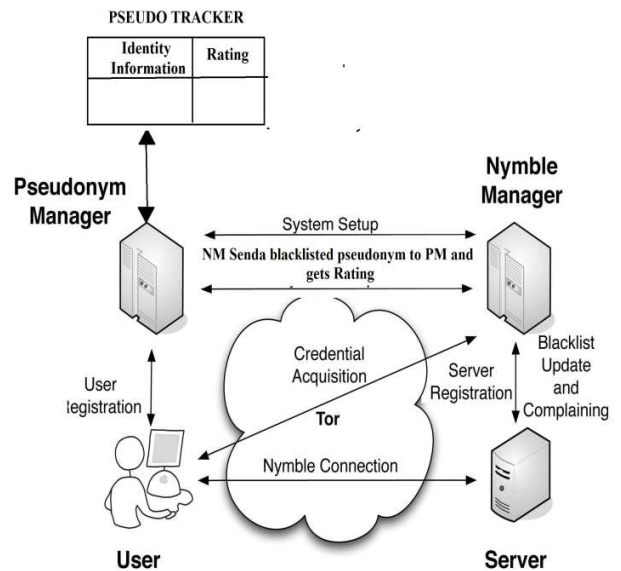 PSEUDO TRACKER
Identity
Information
Rating
Pseudonym
Manager
Nymble
Manager
System Setup
NM Senda blacklisted pseudonym to PM and
gets Rating
User
Registration
Credential
Acquisition
Tor
Server
Registration
Blacklist
Update
and
Complaining
Nymble Connection
User
Server